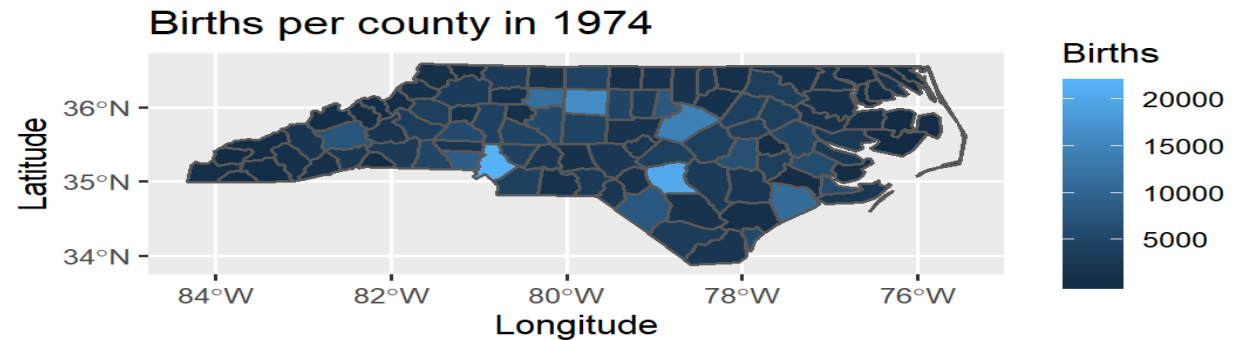 Births per county in 1974
Births
20000
15000
10000
5000
Latitude
36°N
35°N
34°N
84°W 82°W 80°W 78°W 76°W
Longitude